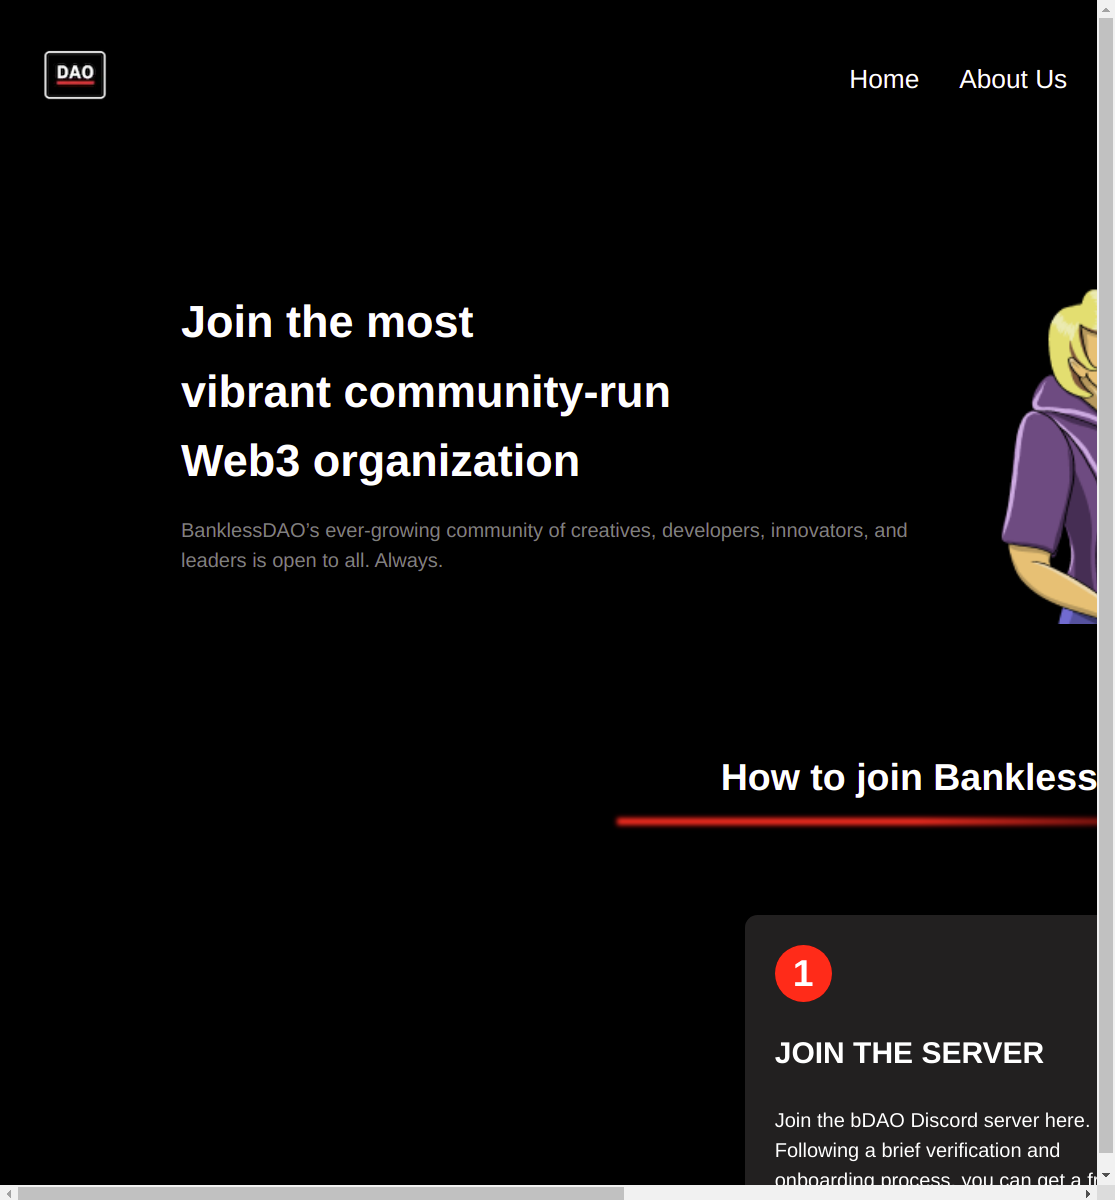 DAO
Home About Us
Join the most
vibrant community-run
Web3 organization
BanklessDAO’s ever-growing community of creatives, developers, innovators, and
leaders is open to all. Always.
How to join Bankless
1
JOIN THE SERVER
Join the bDAO Discord server here.
Following a brief verification and
onboarding process, you can get a